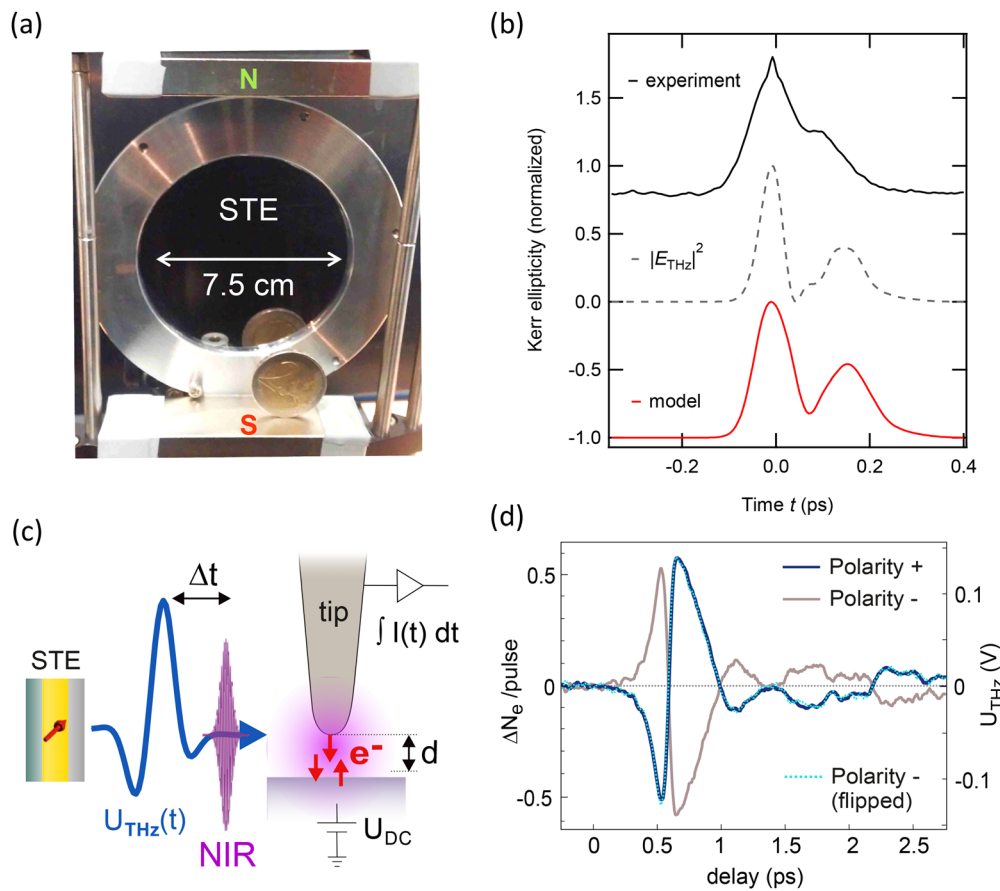 (a)
N
STE
7.5 cm
S
(b)
Kerr ellipticity (normalized)
1.5
1.0
0.5
0.0
-0.5
-1.0
experiment
|E_THz|²
model
-0.2
0.0
0.2
0.4
Time t (ps)
(c)
Δt
STE
U_THz(t)
NIR
tip
∫ I(t) dt
e⁻
d
U_DC
(d)
ΔN_e/pulse
0.5
0
-0.5
Polarity +
Polarity -
Polarity -
(flipped)
0.1
0
-0.1
U_THz (V)
0
0.5
1
1.5
2
2.5
delay (ps)